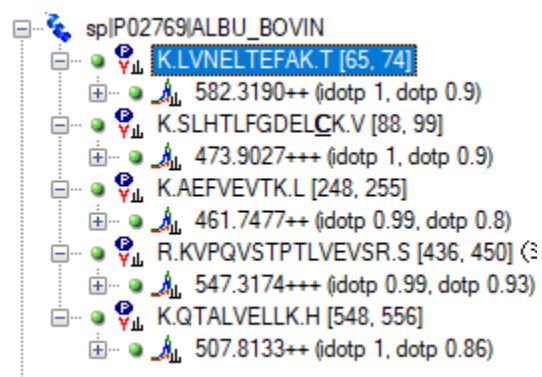 sp|P02769|ALBU_BOVIN
K.LVNELTEFAK.T [65, 74]
582.3190++ (idotp 1, dotp 0.9)
K.SLHTLFGDELCK.V [88, 99]
473.9027+++ (idotp 1, dotp 0.9)
K.AEFVEVTK.L [248, 255]
461.7477++ (idotp 0.99, dotp 0.8)
R.KVPQVSTPTLVEVSR.S [436, 450]
547.3174+++ (idotp 0.99, dotp 0.93)
K.QTALVELLK.H [548, 556]
507.8133++ (idotp 1, dotp 0.86)